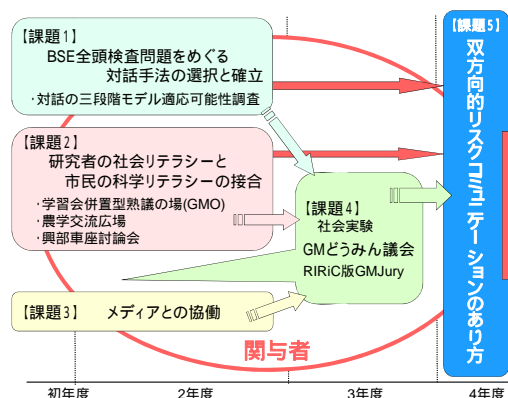 【課題1】
BSE全頭検査問題をめぐる
対話手法の選択と確立
・対話の三段階モデル適応可能性調査
【課題2】
研究者の社会リテラシーと
市民の科学リテラシーの接合
・学習会併置型熟議の場(GMO)
・農学交流広場
・興部車座討論会
【課題3】 メディアとの協働
【課題4】
社会実験
GMどうみん議会
RIRiC版GMJury
【課題5】
双方向的リスクコミュニケーションのあり方
関与者
初年度 2年度 3年度 4年度